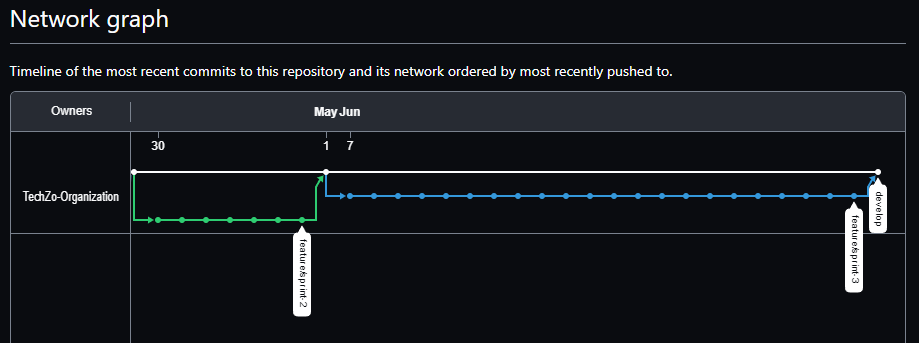 Network graph
Timeline of the most recent commits to this repository and its network ordered by most recently pushed to.
Owners
May Jun
30 1 7
TechZo-Organization
develop
feature/sprint-3
feature/sprint-2